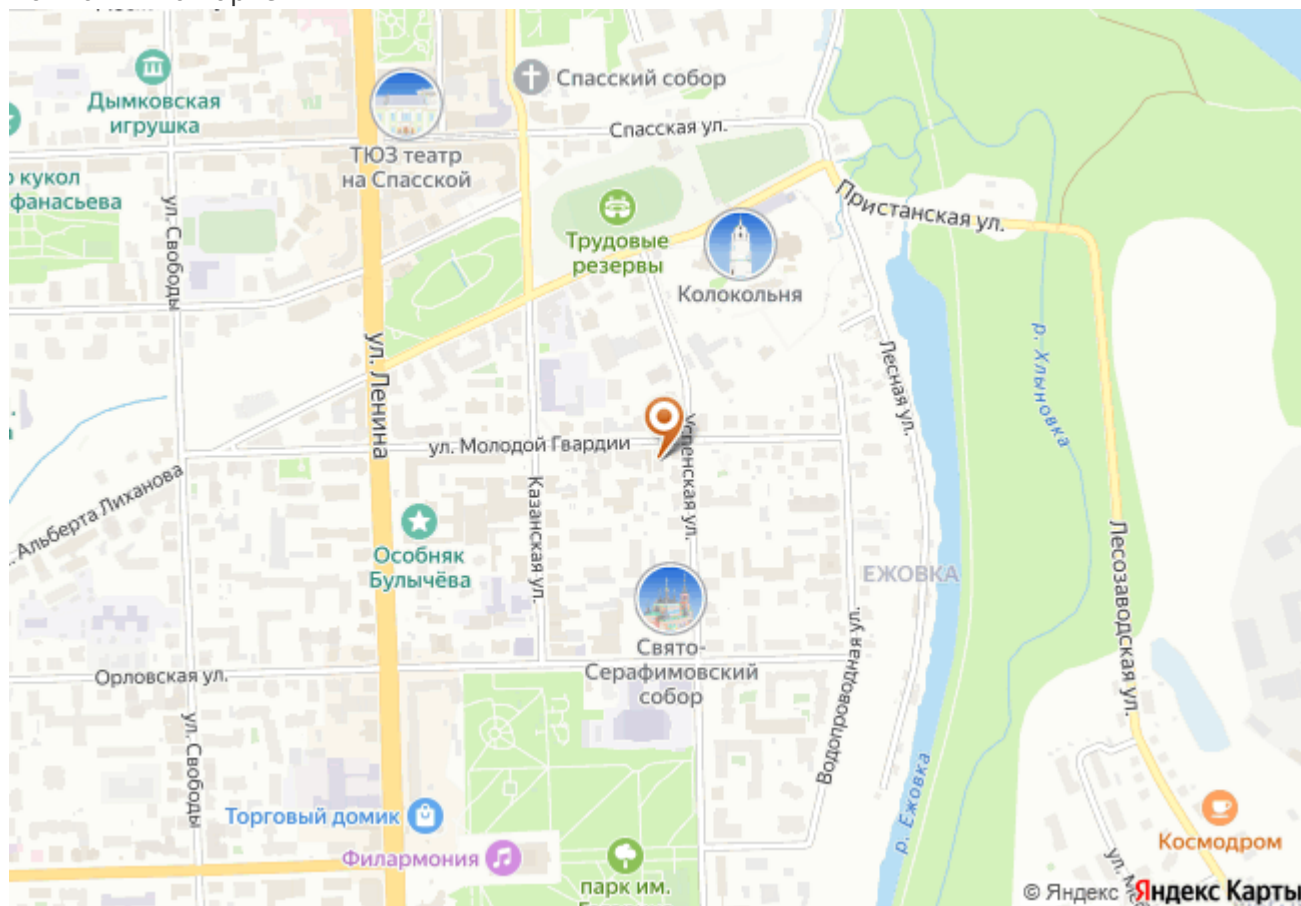 Спасский собор
Дымковская
игрушка
Спасская ул.
ТЮЗ театр
на Спасской
кукол
фанасьева
ул. Свободы
Пристанская ул.
Трудовые
резервы
Колокольня
ул. Ленина
Лесная ул.
р. Хлыновка
ул. Молодой Гвардии
Успенская ул.
Альберта Лиханова
Казанская ул.
Особняк
Булычёва
Лесозаводская ул.
ЕЖОВКА
Свято-
Серафимовский
собор
Орловская ул.
Водопроводная ул.
ул. Свободы
р. Ежовка
Торговый домик
Филармония
Космодром
парк им.
© Яндекс Яндекс Карты